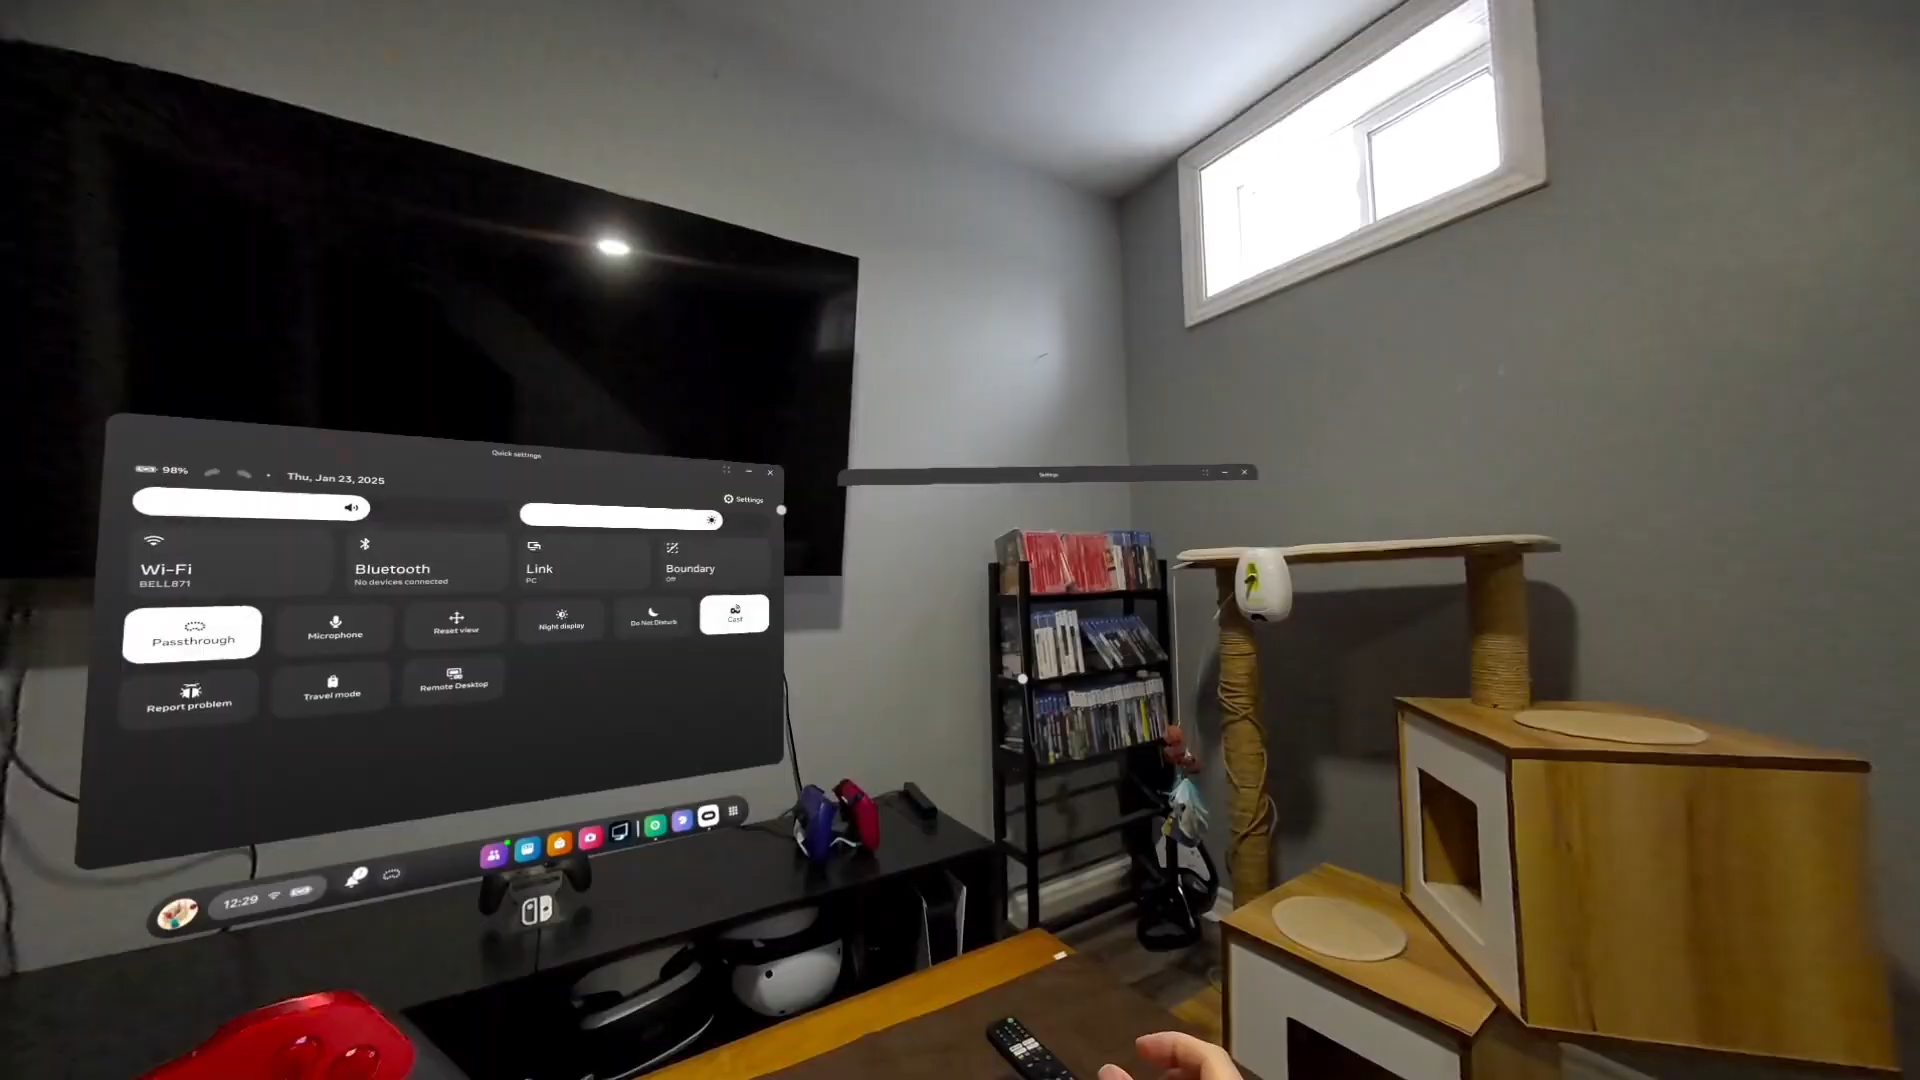 Quick settings
98%
Thu, Jan 23, 2025
Settings
Settings
Wi-Fi
BELL871
Bluetooth
No devices connected
Link
PC
Boundary
Off
Passthrough
Microphone
Reset view
Night display
Do Not Disturb
Cast
Report problem
Travel mode
Remote Desktop
12:29